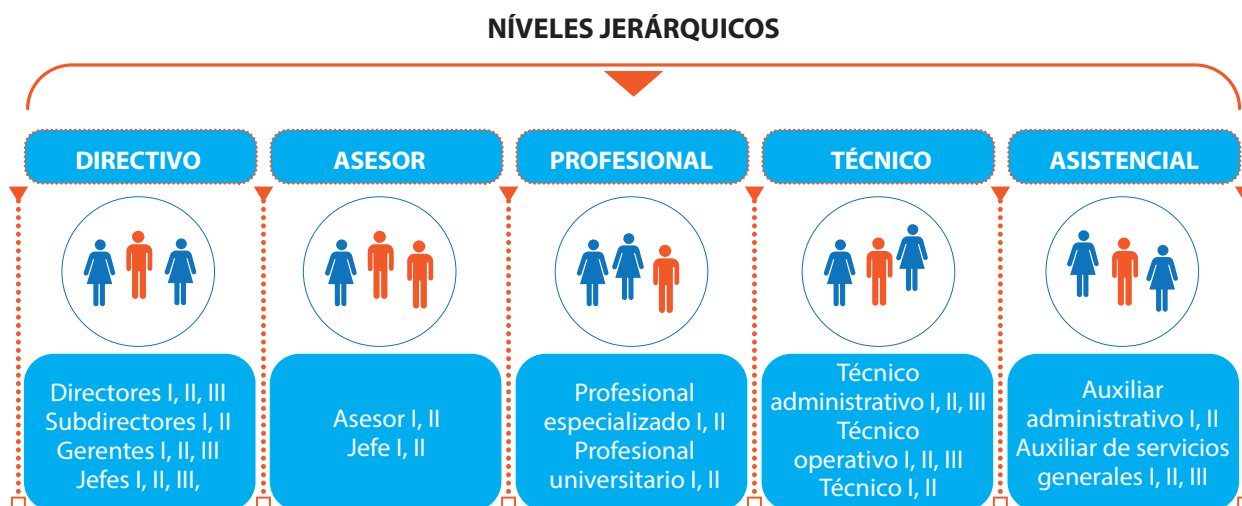 NÍVELES JERÁRQUICOS
DIRECTIVO
ASESOR
PROFESIONAL
TÉCNICO
ASISTENCIAL
Directores I, II, III
Subdirectores I, II
Gerentes I, II, III
Jefes I, II, III,
Asesor I, II
Jefe I, II
Profesional
especializado I, II
Profesional
universitario I, II
Técnico
administrativo I, II, III
Técnico
operativo I, II, III
Técnico I, II
Auxiliar
administrativo I, II
Auxiliar de servicios
generales I, II, III